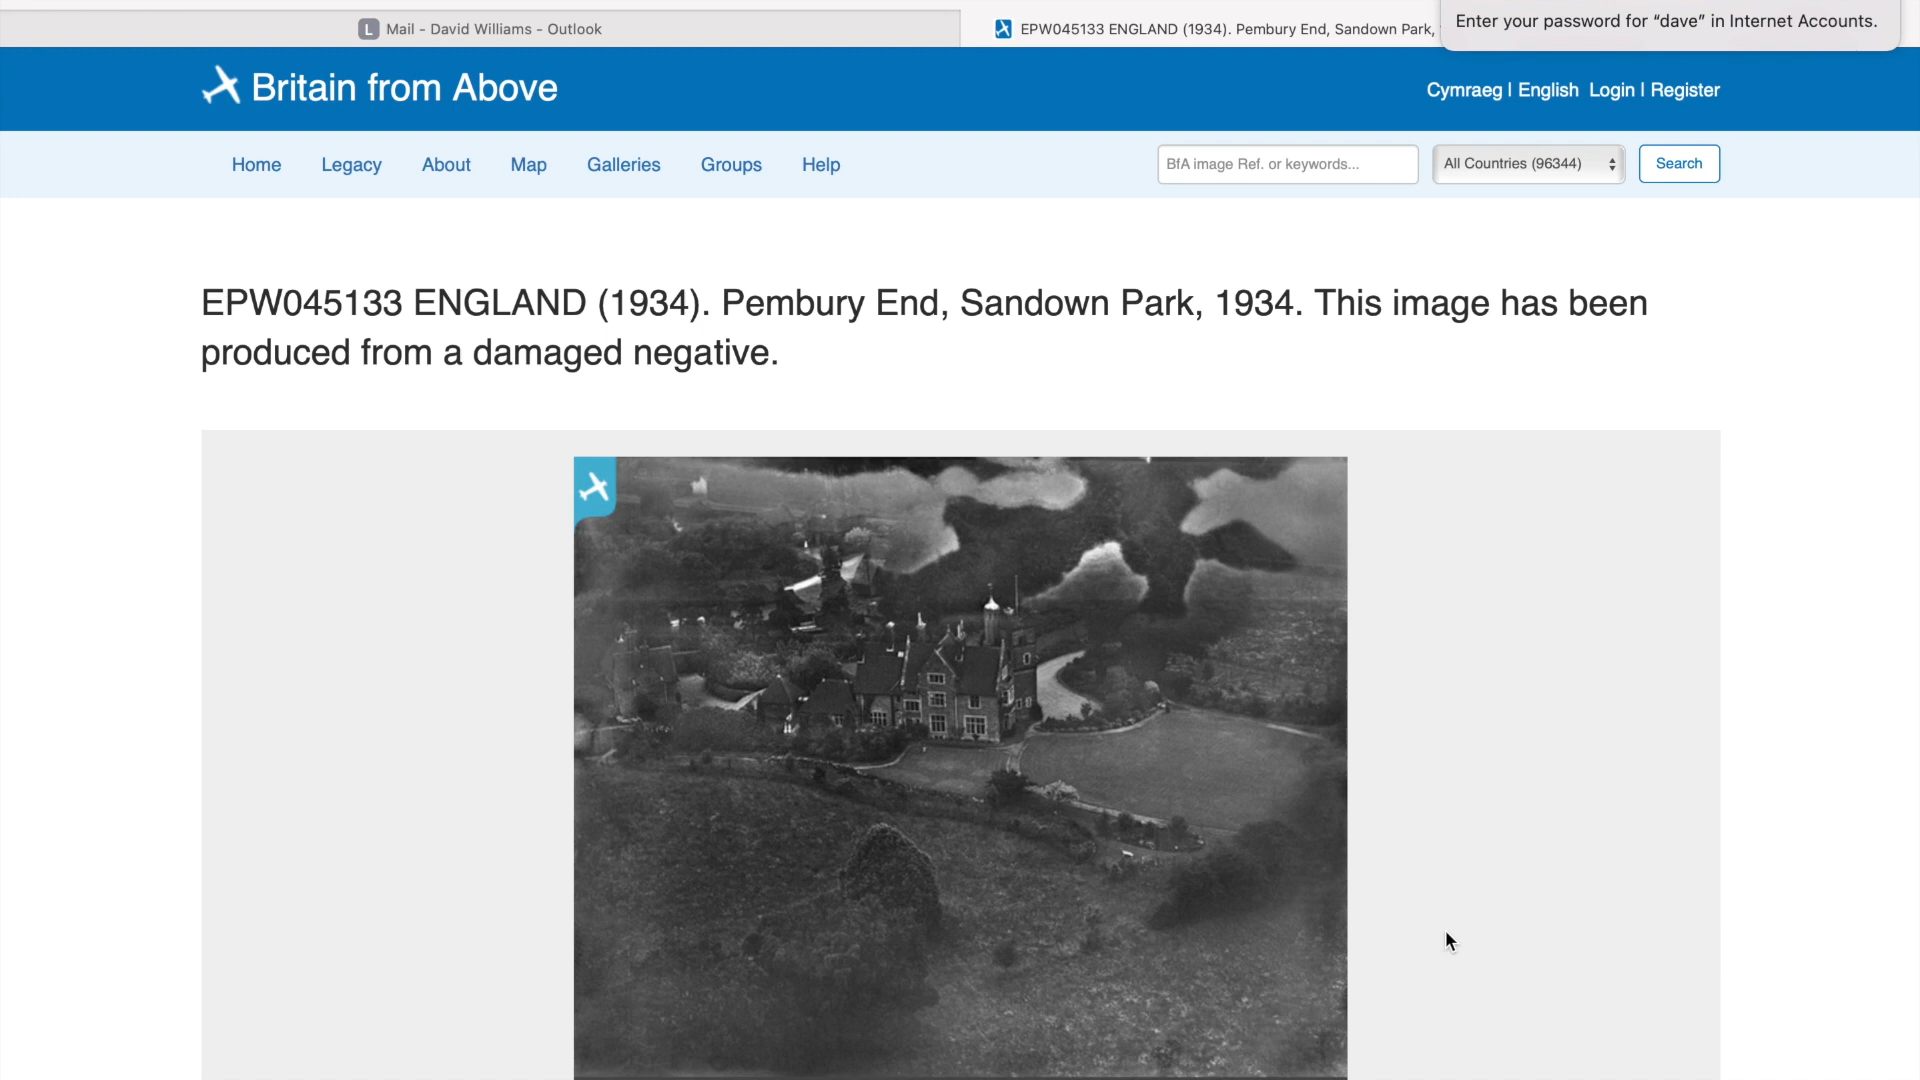 L Mail - David Williams - Outlook
EPW045133 ENGLAND (1934). Pembury End, Sandown Park,
Enter your password for “dave” in Internet Accounts.
Britain from Above
Cymraeg | English Login | Register
Home Legacy About Map Galleries Groups Help
BfA image Ref. or keywords... All Countries (96344) Search
EPW045133 ENGLAND (1934). Pembury End, Sandown Park, 1934. This image has been
produced from a damaged negative.